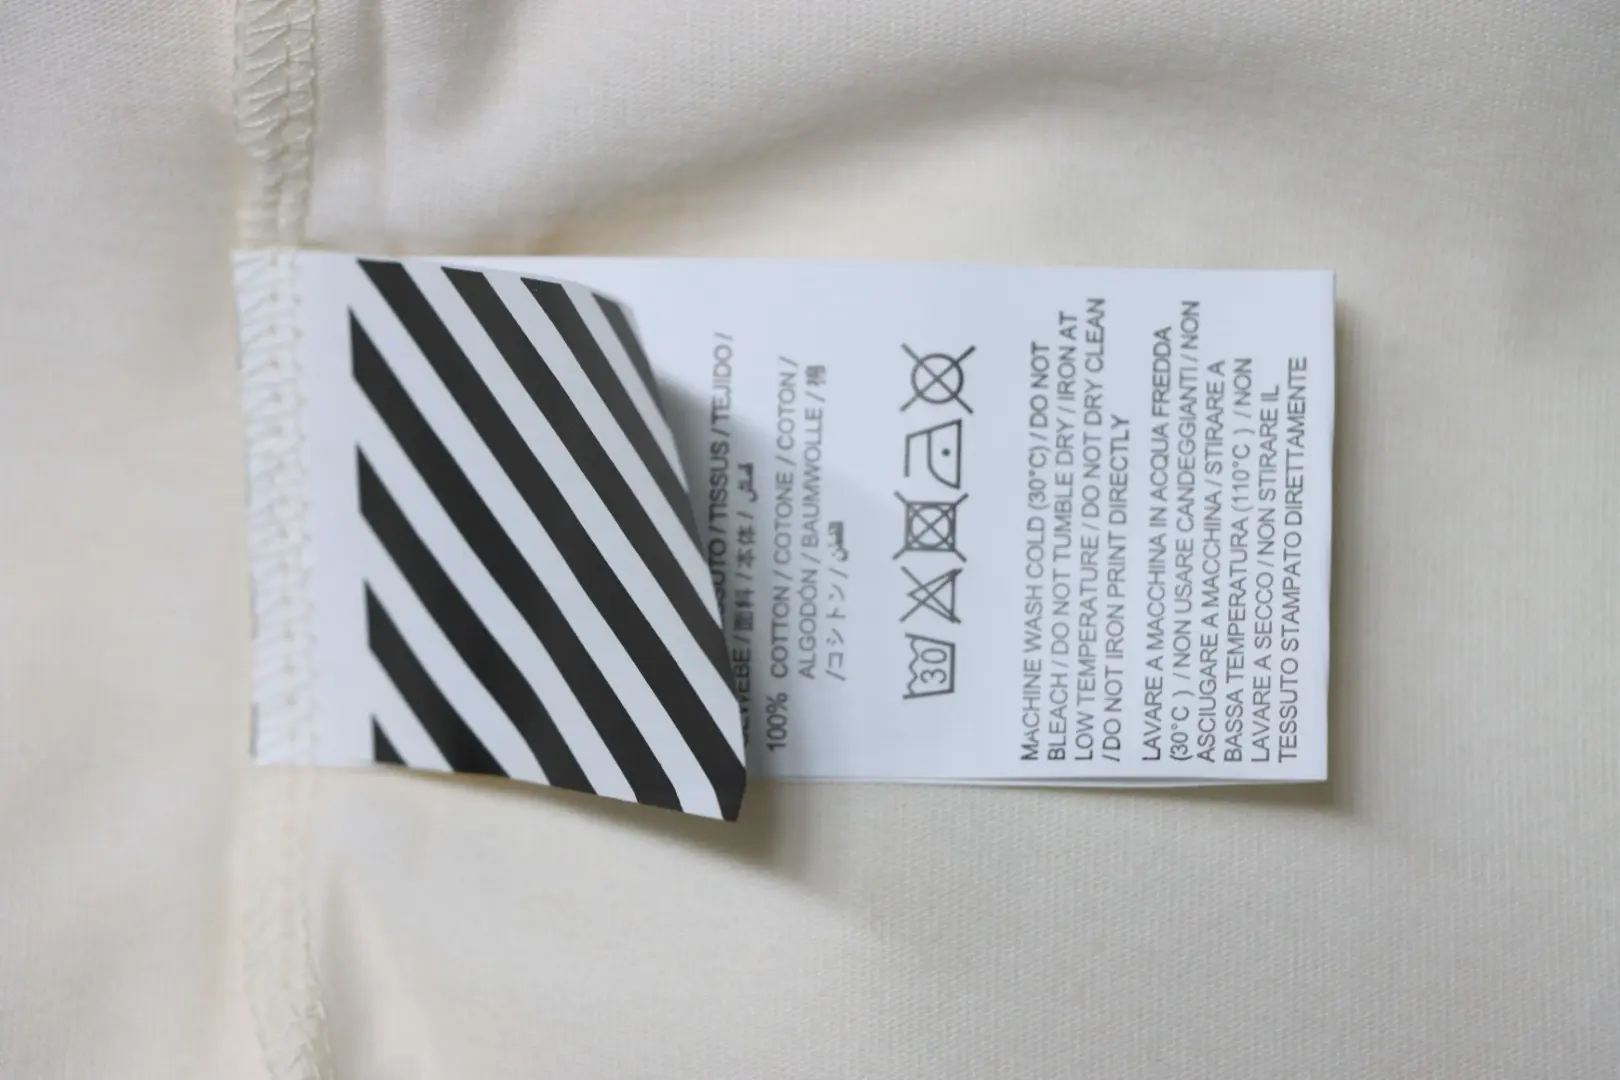 / TISSUS / TEJIDO /
/ 面料 / 本体 / قماش
100% COTTON / COTONE / COTON /
ALGODÓN / BAUMWOLLE / 棉
/ コットン / القطن
30
MACHINE WASH COLD (30°C) / DO NOT
BLEACH / DO NOT TUMBLE DRY / IRON AT
LOW TEMPERATURE / DO NOT DRY CLEAN
/ DO NOT IRON PRINT DIRECTLY
LAVARE A MACCHINA IN ACQUA FREDDA
(30°C ) / NON USARE CANDEGGIANTI / NON
ASCIUGARE A MACCHINA / STIRARE A
BASSA TEMPERATURA (110°C ) / NON
LAVARE A SECCO / NON STIRARE IL
TESSUTO STAMPATO DIRETTAMENTE